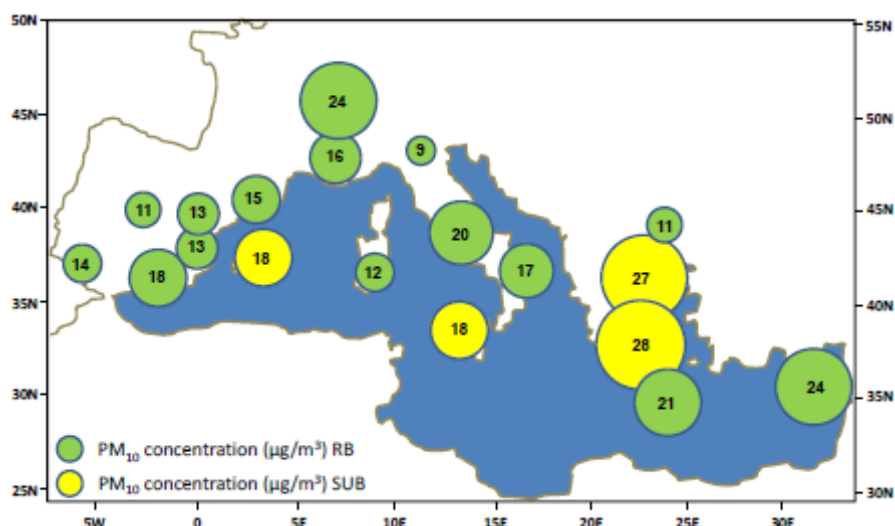 50N
55N
24
45N
50N
16
9
15
11
13
11
40N
45N
13
20
14
18
18
12
17
27
35N
18
28
40N
30N
24
21
35N
PM10 concentration (µg/m³) RB
PM10 concentration (µg/m³) SUB
25N
30N
5W
0
5E
10E
15E
20E
25E
30E